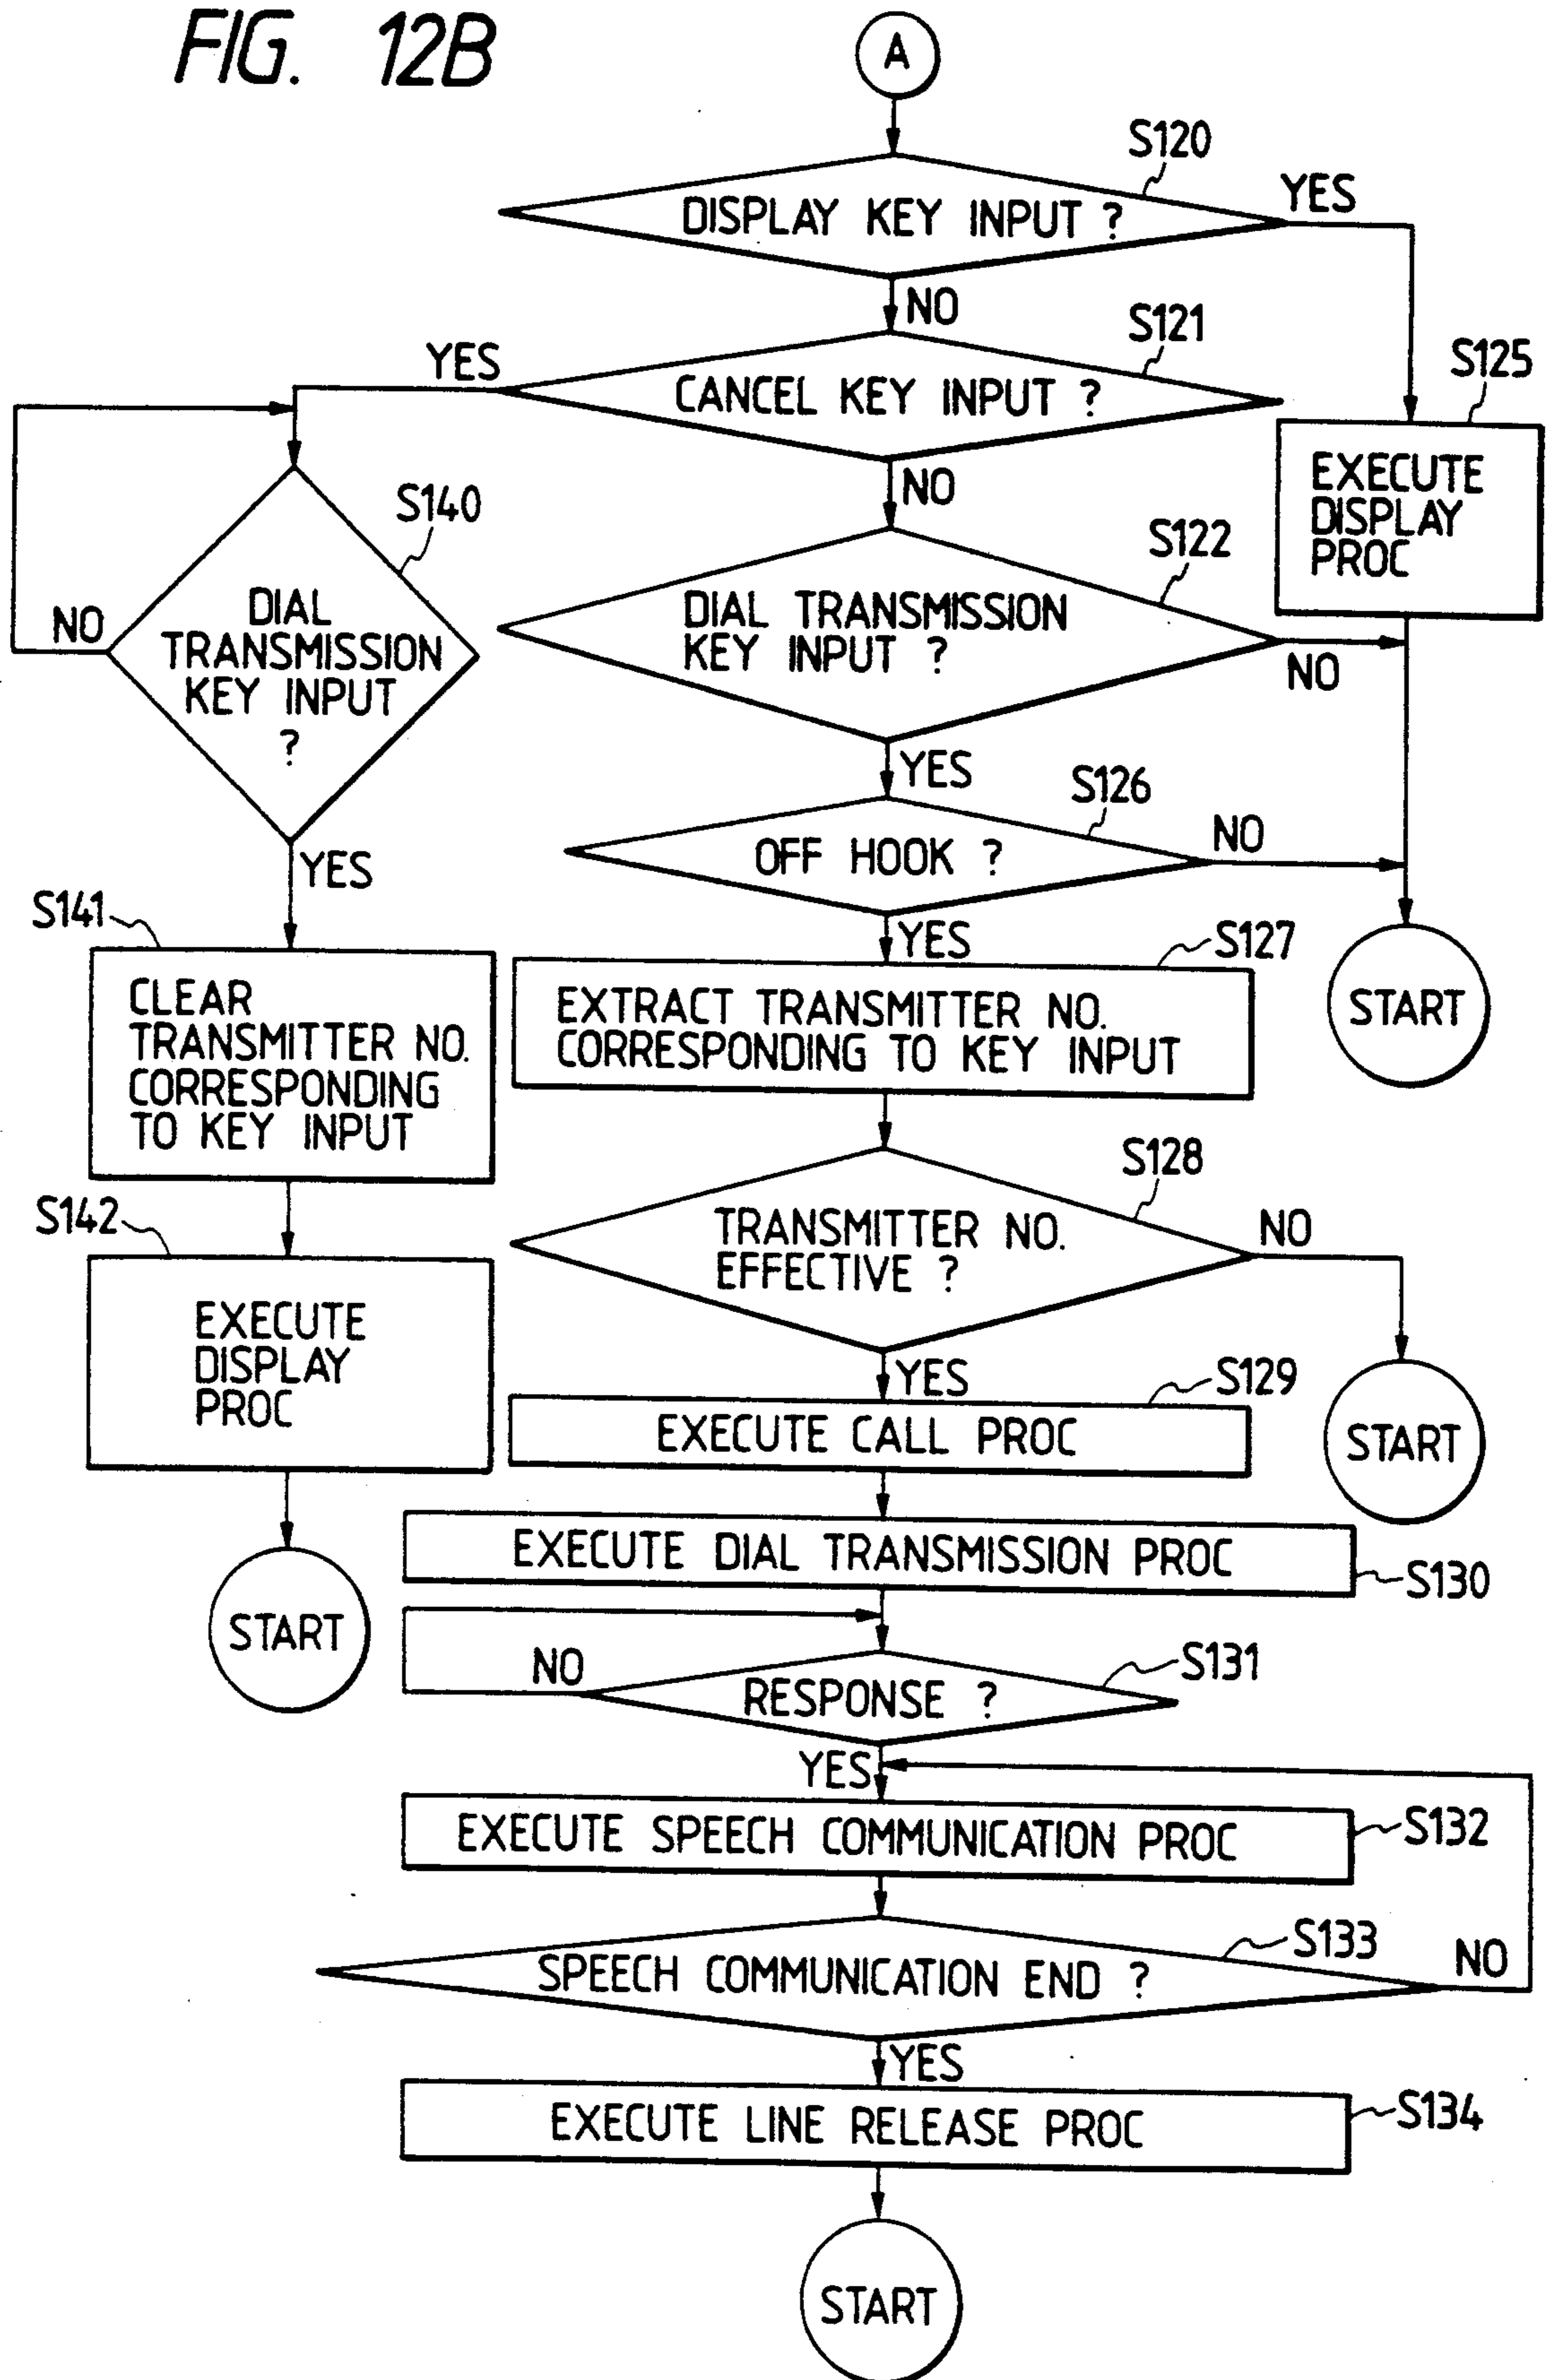 FIG. 12B
A
S120
DISPLAY KEY INPUT ?
YES
NO
S121
CANCEL KEY INPUT ?
YES
NO
S125
EXECUTE
DISPLAY
PROC
S140
DIAL
TRANSMISSION
KEY INPUT
?
NO
YES
S122
DIAL TRANSMISSION
KEY INPUT ?
NO
YES
S126
OFF HOOK ?
NO
YES
START
S141
CLEAR
TRANSMITTER NO.
CORRESPONDING
TO KEY INPUT
S127
EXTRACT TRANSMITTER NO.
CORRESPONDING TO KEY INPUT
S128
TRANSMITTER NO.
EFFECTIVE ?
NO
YES
START
S142
EXECUTE
DISPLAY
PROC
START
S129
EXECUTE CALL PROC
EXECUTE DIAL TRANSMISSION PROC
S130
S131
RESPONSE ?
NO
YES
EXECUTE SPEECH COMMUNICATION PROC
S132
S133
SPEECH COMMUNICATION END ?
NO
YES
EXECUTE LINE RELEASE PROC
S134
START